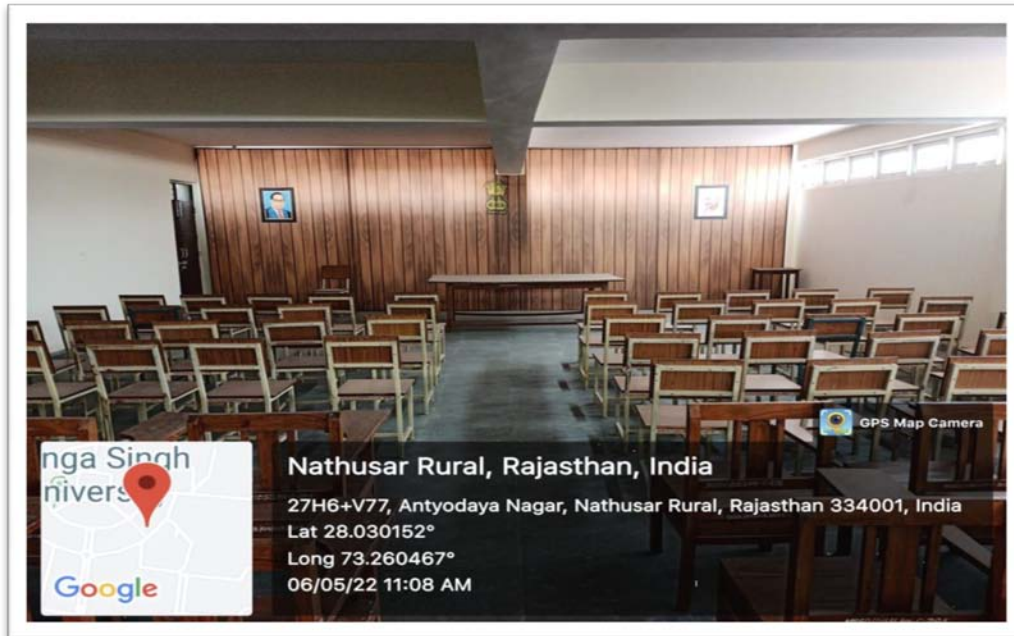 GPS Map Camera
nga Singh
nivers
Google
Nathusar Rural, Rajasthan, India
27H6+V77, Antyodaya Nagar, Nathusar Rural, Rajasthan 334001, India
Lat 28.030152°
Long 73.260467°
06/05/22 11:08 AM